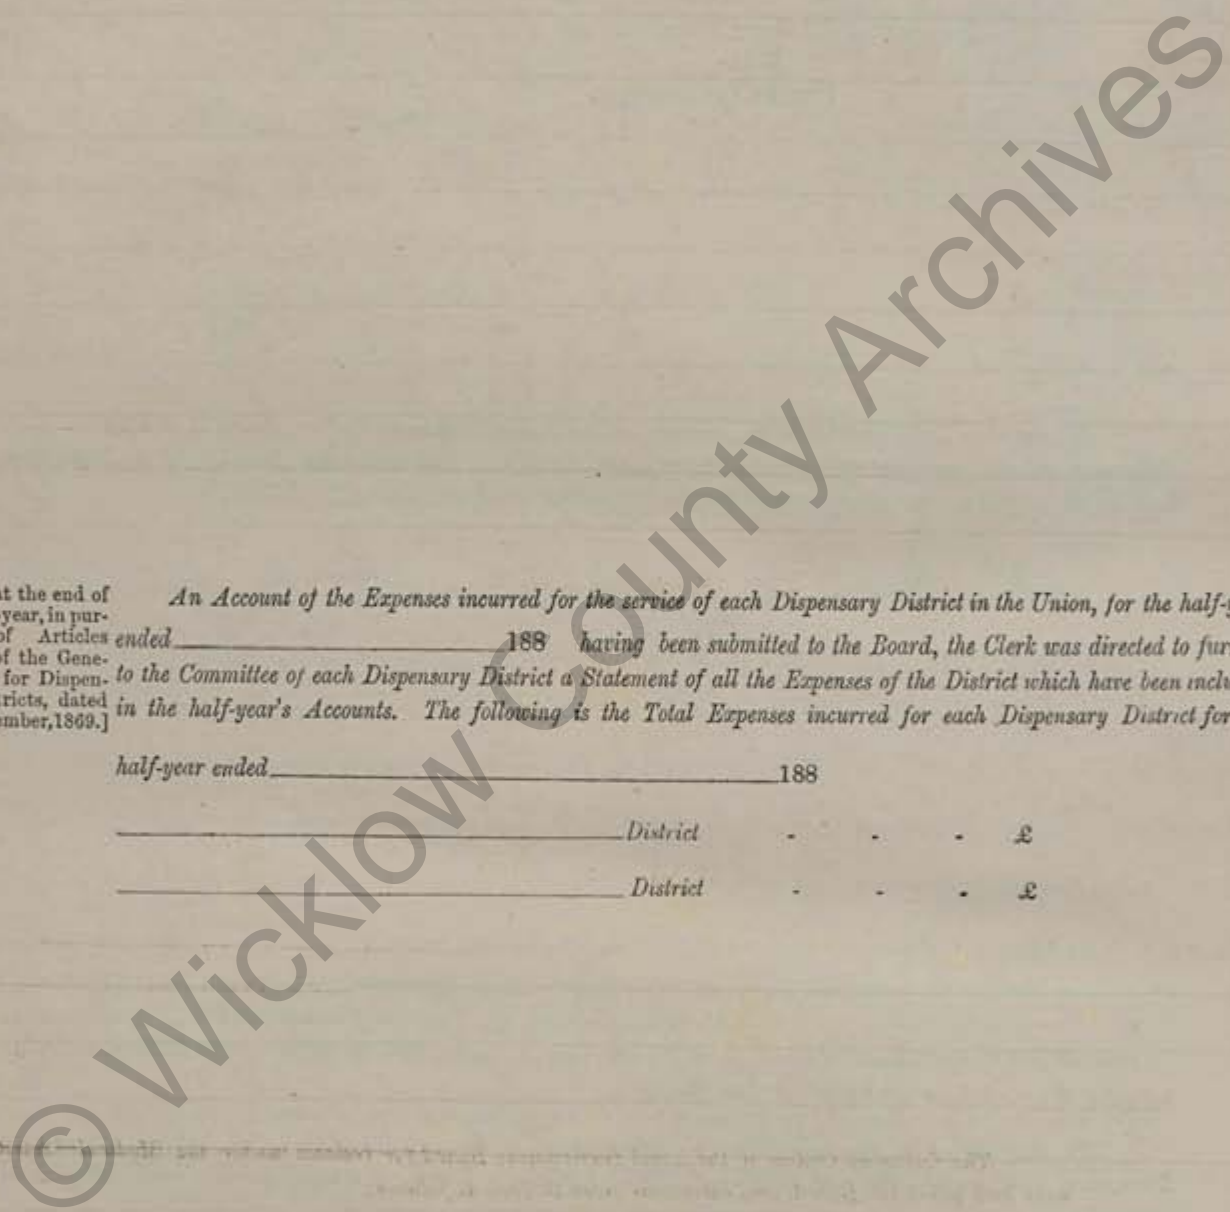 t the end of
year, in pur-
of Articles
of the Gene-
for Dispen-
ricts, dated
ember, 1869.]
An Account of the Expenses incurred for the service of each Dispensary District in the Union, for the half-y
ended 188 having been submitted to the Board, the Clerk was directed to fur
to the Committee of each Dispensary District a Statement of all the Expenses of the District which have been inclu
in the half-year's Accounts. The following is the Total Expenses incurred for each Dispensary District for
half-year ended 188
District - - - £
District - - - £
© Wicklow County Archives